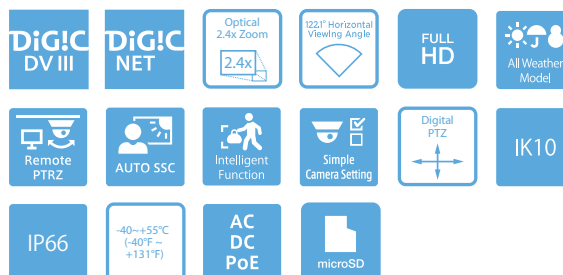 DiG!C
DV III
DiG!C
NET
Optical
2.4x Zoom
2.4x
122.1° Horizontal
Viewing Angle
FULL
HD
All Weather
Model
Remote
PTRZ
AUTO SSC
Intelligent
Function
Simple
Camera Setting
Digital
PTZ
IK10
IP66
-40~+55°C
(-40°F ~
+131°F)
AC
DC
PoE
microSD